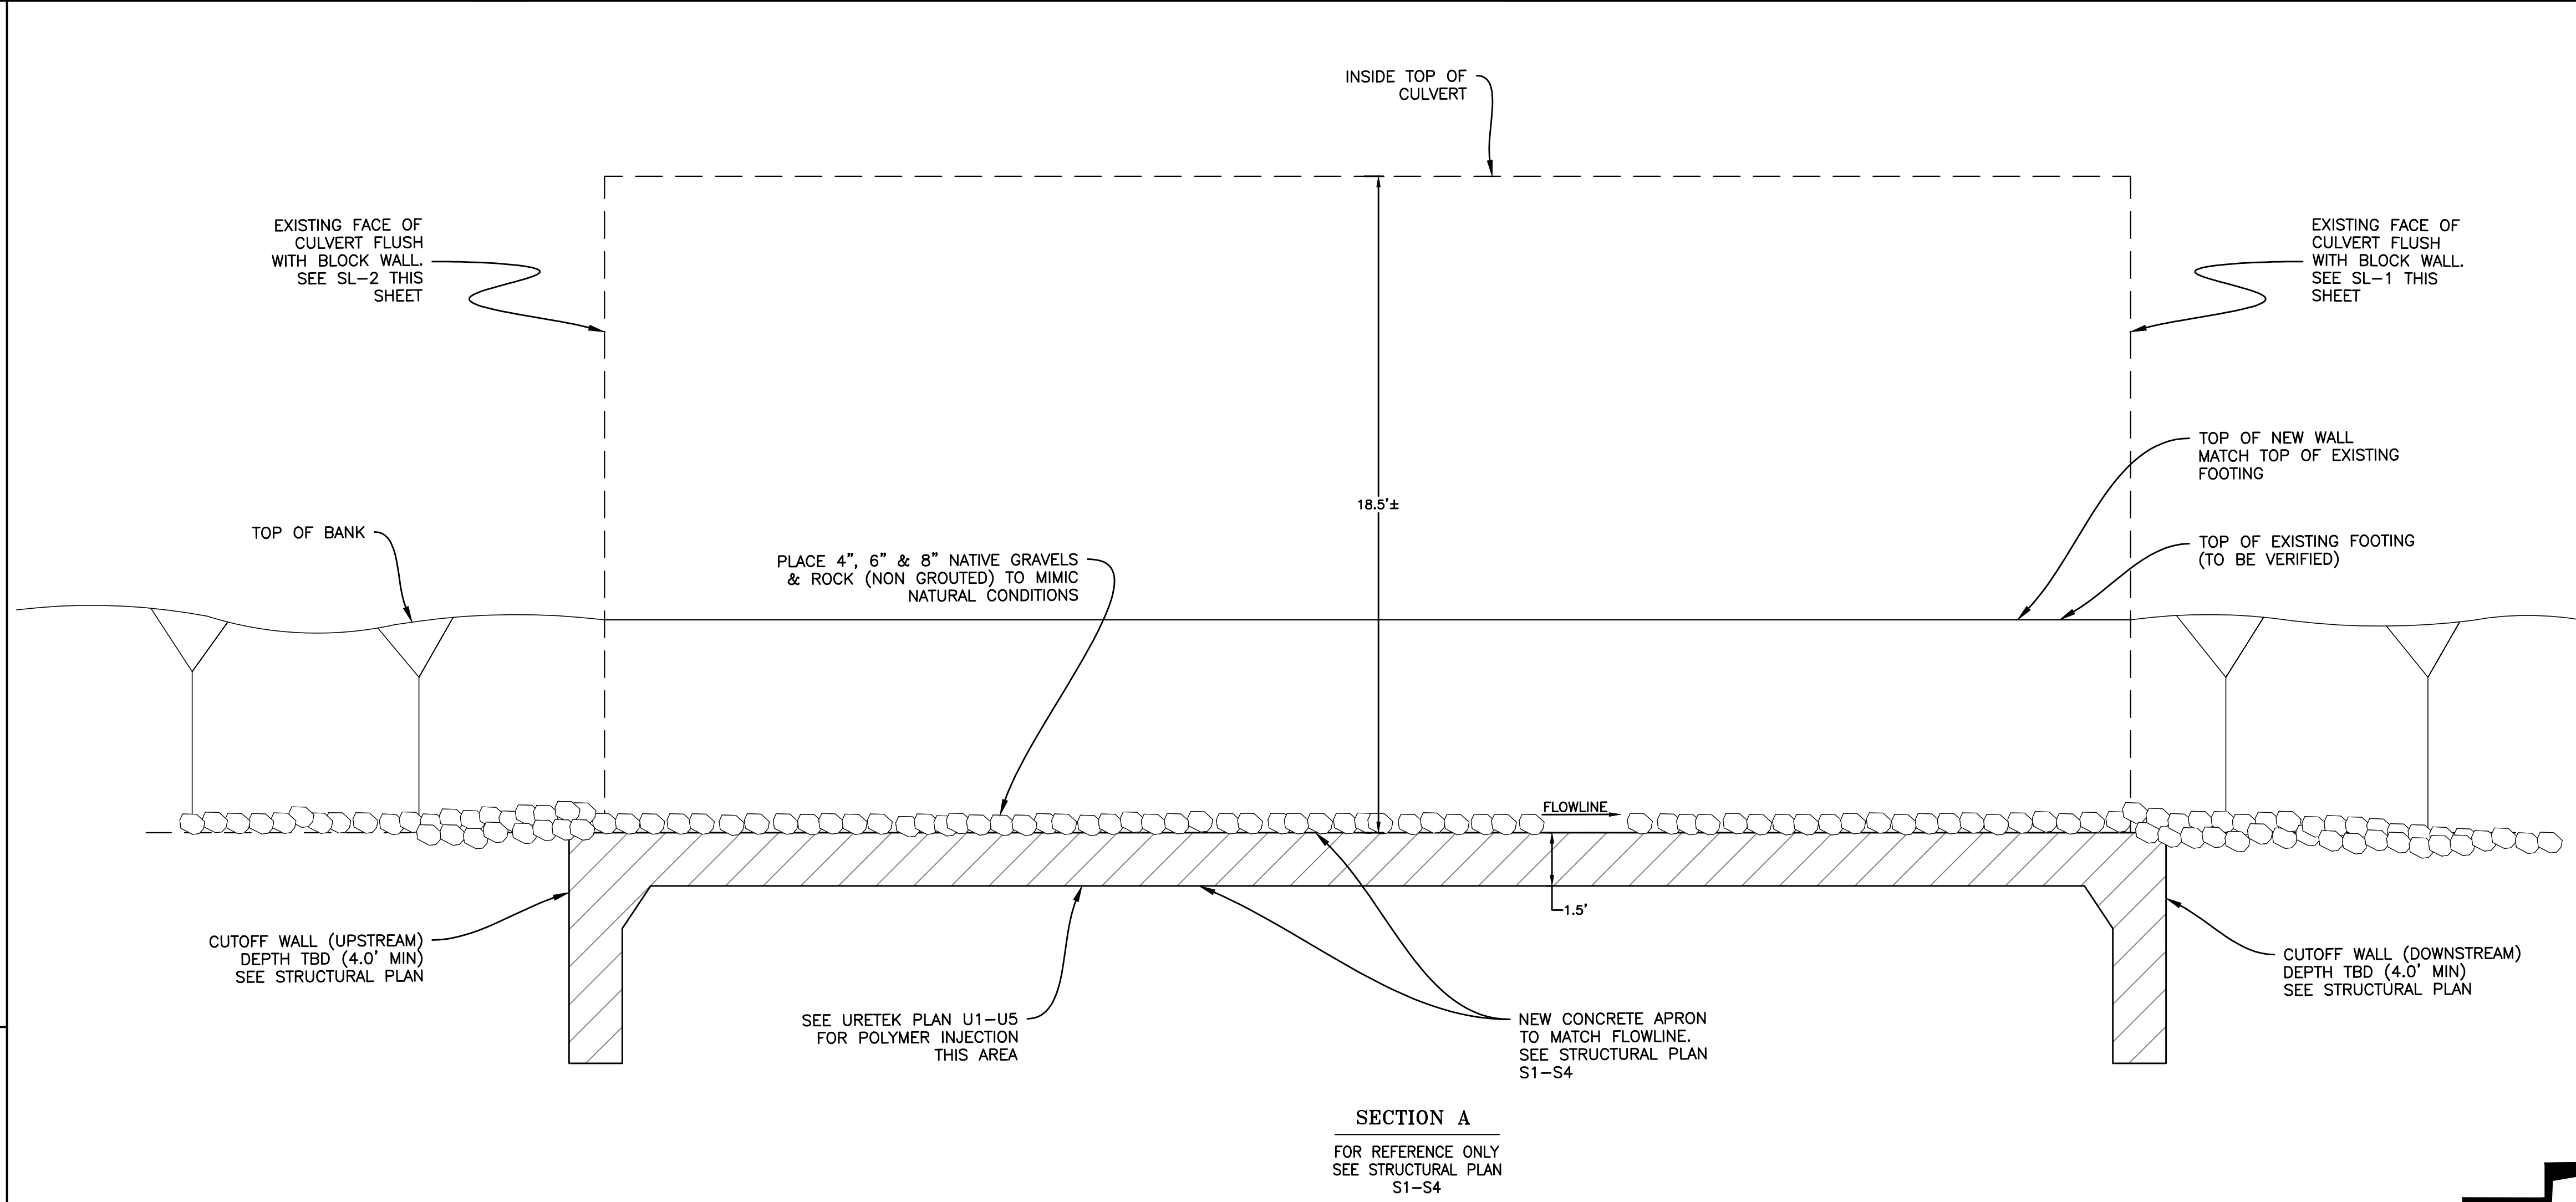 INSIDE TOP OF
CULVERT
EXISTING FACE OF
CULVERT FLUSH
WITH BLOCK WALL.
SEE SL-2 THIS
SHEET
EXISTING FACE OF
CULVERT FLUSH
WITH BLOCK WALL.
SEE SL-1 THIS
SHEET
TOP OF NEW WALL
MATCH TOP OF EXISTING
FOOTING
18.5'±
TOP OF BANK
TOP OF EXISTING FOOTING
(TO BE VERIFIED)
PLACE 4", 6" & 8" NATIVE GRAVELS
& ROCK (NON GROUTED) TO MIMIC
NATURAL CONDITIONS
FLOWLINE
1.5'
CUTOFF WALL (UPSTREAM)
DEPTH TBD (4.0' MIN)
SEE STRUCTURAL PLAN
CUTOFF WALL (DOWNSTREAM)
DEPTH TBD (4.0' MIN)
SEE STRUCTURAL PLAN
SEE URETEK PLAN U1-U5
FOR POLYMER INJECTION
THIS AREA
NEW CONCRETE APRON
TO MATCH FLOWLINE.
SEE STRUCTURAL PLAN
S1-S4
SECTION A
FOR REFERENCE ONLY
SEE STRUCTURAL PLAN
S1-S4